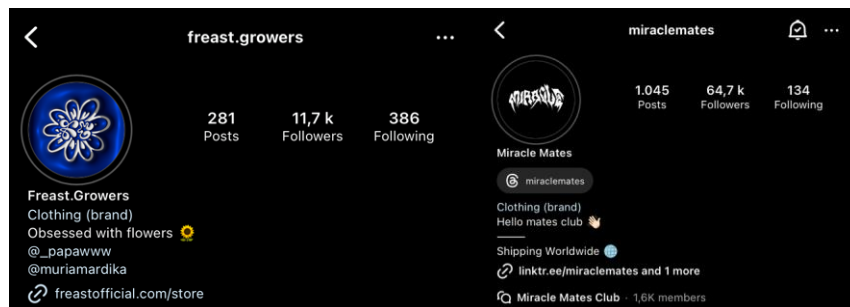 freast.growers
281 11,7 k 386
Posts Followers Following
Freast.Growers
Clothing (brand)
Obsessed with flowers 🌻
@_papawww
@muriamardika
freastofficial.com/store
miraclemates
MIRACLE
1.045 64,7 k 134
Posts Followers Following
Miracle Mates
miraclemates
Clothing (brand)
Hello mates club 👋🏻
Shipping Worldwide 🌐
linktr.ee/miraclemates and 1 more
Miracle Mates Club · 1,6K members